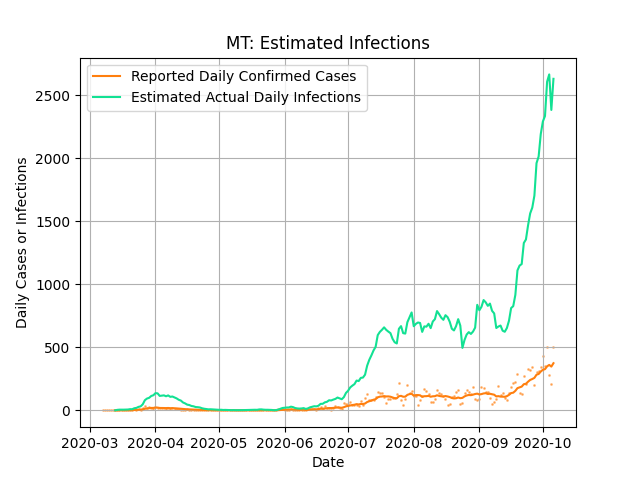 MT: Estimated Infections
Reported Daily Confirmed Cases
Estimated Actual Daily Infections
Daily Cases or Infections
2500
2000
1500
1000
500
0
2020-03 2020-04 2020-05 2020-06 2020-07 2020-08 2020-09 2020-10
Date